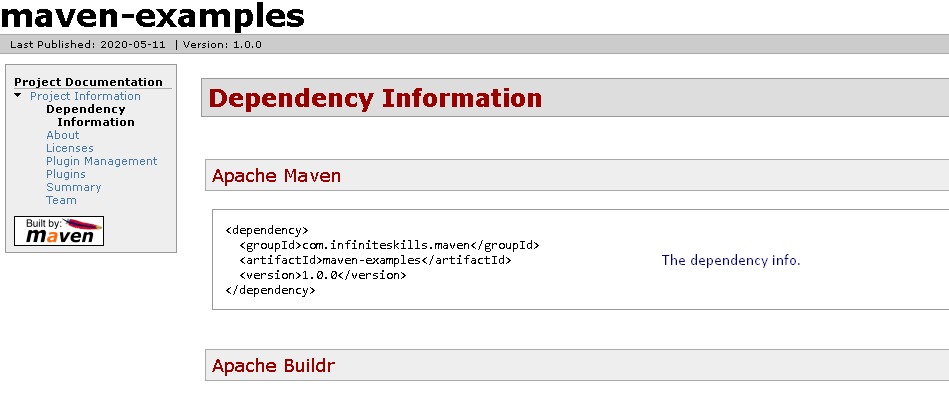 maven-examples
Last Published: 2020-05-11 | Version: 1.0.0
Project Documentation
Project Information
Dependency
Information
About
Licenses
Plugin Management
Plugins
Summary
Team
Built by:
maven
Dependency Information
Apache Maven
<dependency>
  <groupId>com.infiniteskills.maven</groupId>
  <artifactId>maven-examples</artifactId>
  <version>1.0.0</version>
</dependency>
The dependency info.
Apache Buildr